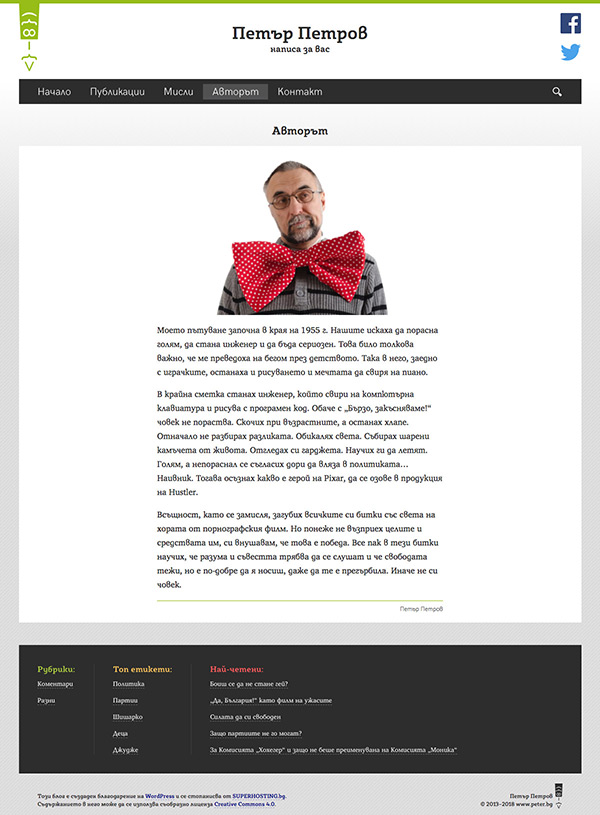 Петър Петров
написа за вас
Начало Публикации Мисли Авторът Контакт
Авторът
Моето пътуване започна в края на 1955 г. Нашите искаха да порасна
голям, да стана инженер и да бъда сериозен. Това било толкова
важно, че ме преведоха на бегом през детството. Така в него, заедно
с играчките, останаха и рисуването и мечтата да свиря на пиано.
В крайна сметка станах инженер, който свири на компютърна
клавиатура и рисува с програмен код. Обаче с „Бързо, закъсняваме!“
човек не пораства. Скочих при възрастните, а останах хлапе.
Отначало не разбирах разликата. Обикалях света. Събирах шарени
камъчета от живота. Отгледах си гарджета. Научих ги да летят.
Голям, а непораснал се съгласих дори да вляза в политиката…
Наивник. Тогава осъзнах какво е герой на Pixar, да се озове в продукция
на Hustler.
Всъщност, като се замисля, загубих всичките си битки със света на
хората от порнографския филм. Но понеже не възприех целите и
средствата им, си внушавам, че това е победа. Все пак в тези битки
научих, че разума и съвестта трябва да се слушат и че свободата
тежи, но е по-добре да я носиш, даже да те е прегърбила. Иначе не си
човек.
Петър Петров
Рубрики: Топ етикети: Най-четени:
Коментари Политика Боиш се да не стане гей?
Разни Партии „Да, България!“ като филм на ужасите
Шишарко Силата да си свободен
Деца Защо партиите не го могат?
Джудже За Комисията „Хохегер“ и защо не беше преименувана на Комисията „Моника“
Този блог е създаден благодарение на WordPress и се стопанисва от SUPERHOSTING.bg.
Съдържанието в него може да се използва съобразно лиценза Creative Commons 4.0.
Петър Петров
© 2013-2018 www.peter.bg